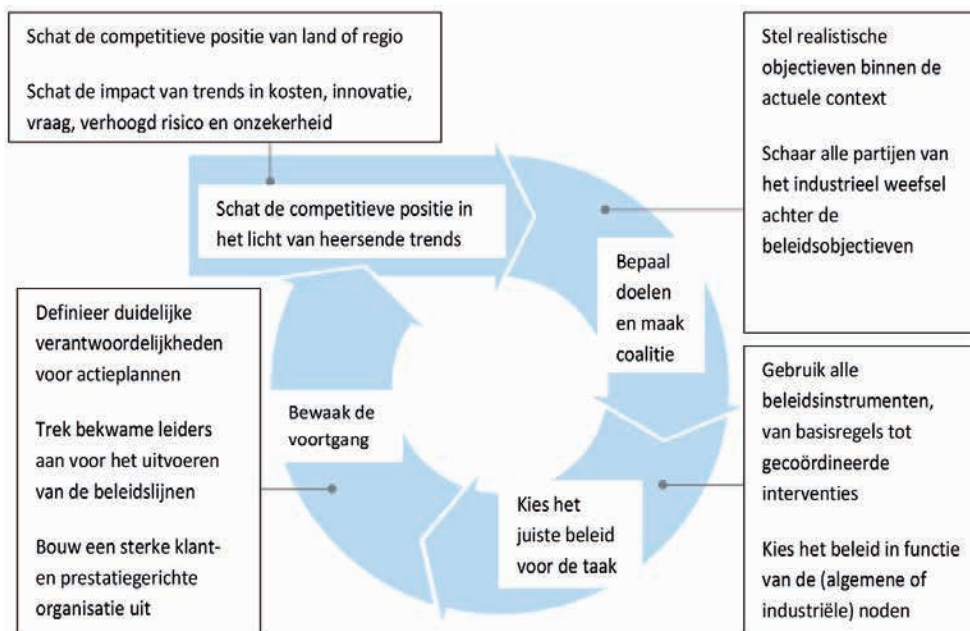 Schat de competitieve positie van land of regio
Schat de impact van trends in kosten, innovatie,
vraag, verhoogd risico en onzekerheid
Schat de competitieve positie in
het licht van heersende trends
Stel realistische
objectieven binnen de
actuele context
Schaar alle partijen van
het industrieel weefsel
achter de
beleidsobjectieven
Bepaal
doelen
en maak
coalitie
Gebruik alle
beleidsinstrumenten,
van basisregels tot
gecoördineerde
interventies
Kies het beleid in functie
van de (algemene of
industriële) noden
Kies het
juiste beleid
voor de taak
Definieer duidelijke
verantwoordelijkheden
voor actieplannen
Trek bekwame leiders
aan voor het uitvoeren
van de beleidslijnen
Bouw een sterke klant-
en prestatiegerichte
organisatie uit
Bewaak de
voortgang